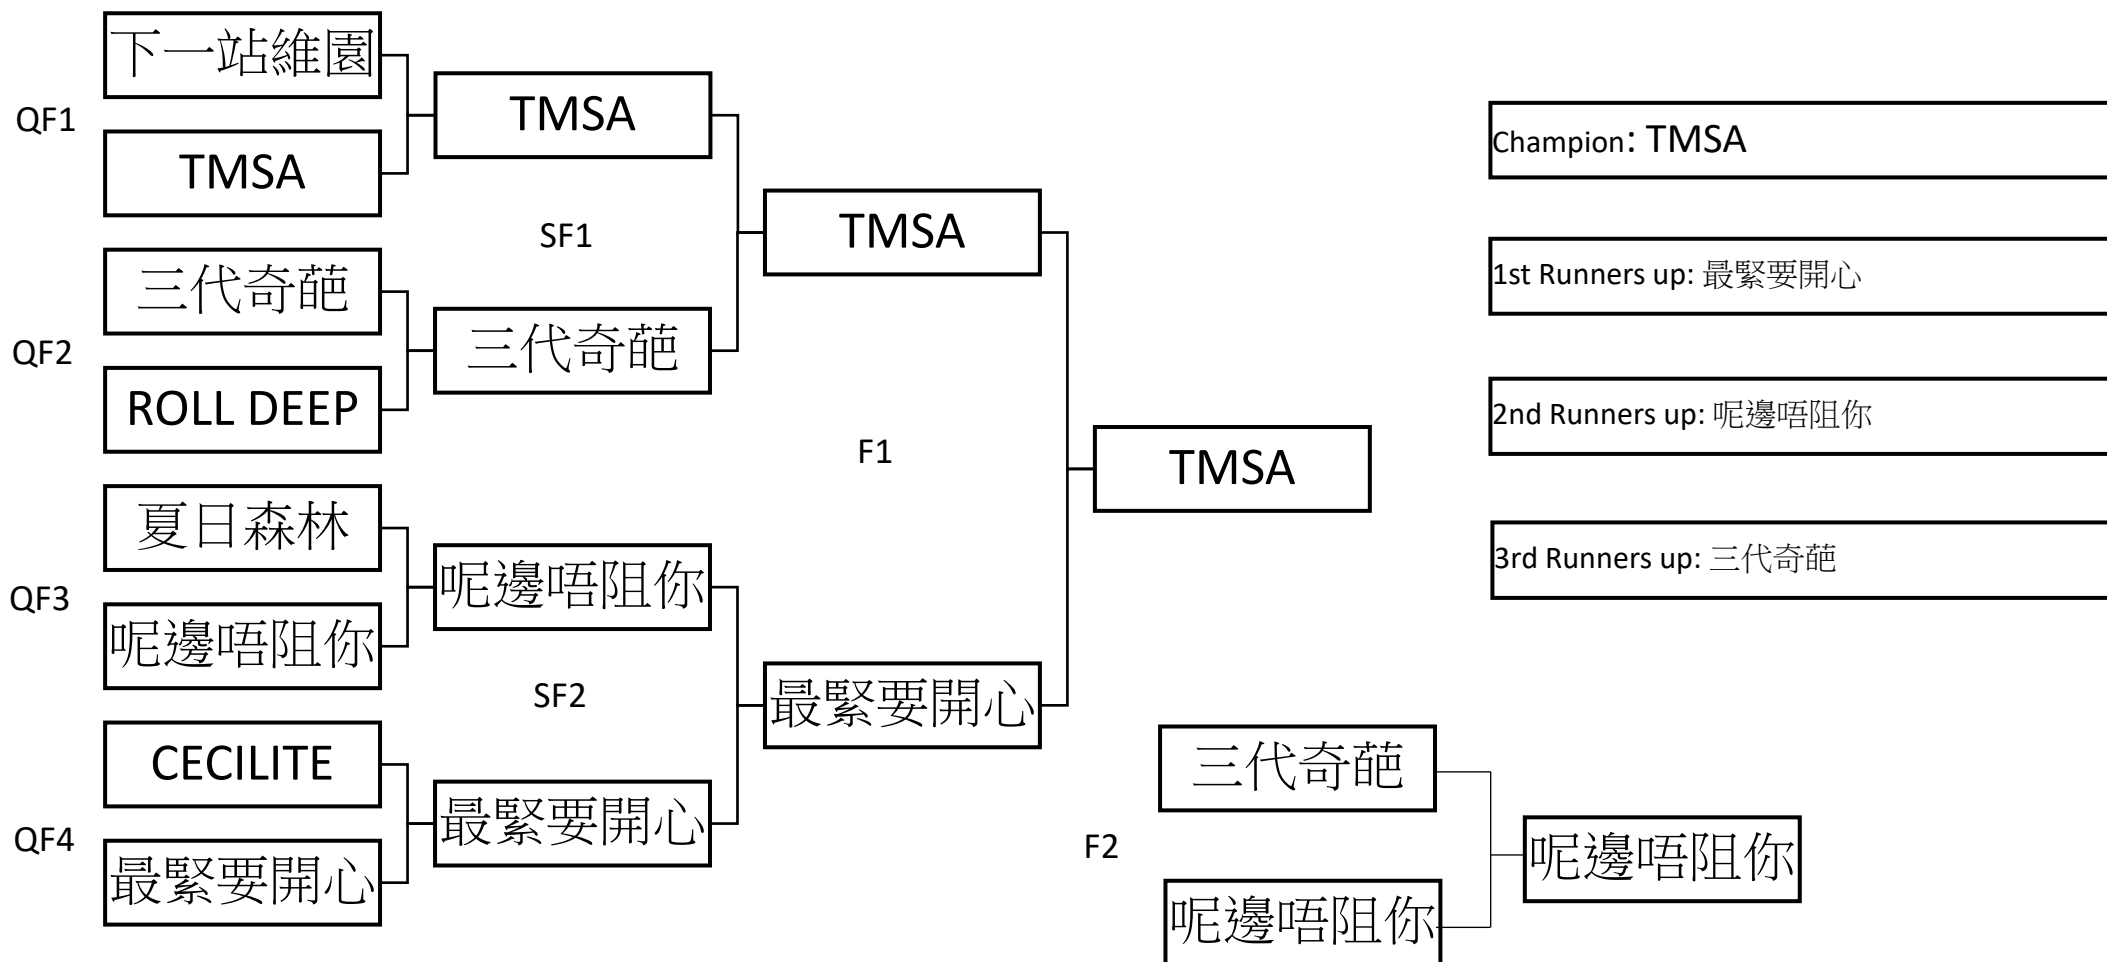 下一站維園
QF1
TMSA
TMSA
三代奇葩
QF2
ROLL DEEP
SF1
三代奇葩
TMSA
夏日森林
QF3
呢邊唔阻你
呢邊唔阻你
CECILITE
QF4
最緊要開心
SF2
最緊要開心
最緊要開心
F1
TMSA
Champion: TMSA
1st Runners up: 最緊要開心
2nd Runners up: 呢邊唔阻你
3rd Runners up: 三代奇葩
三代奇葩
F2
呢邊唔阻你
呢邊唔阻你